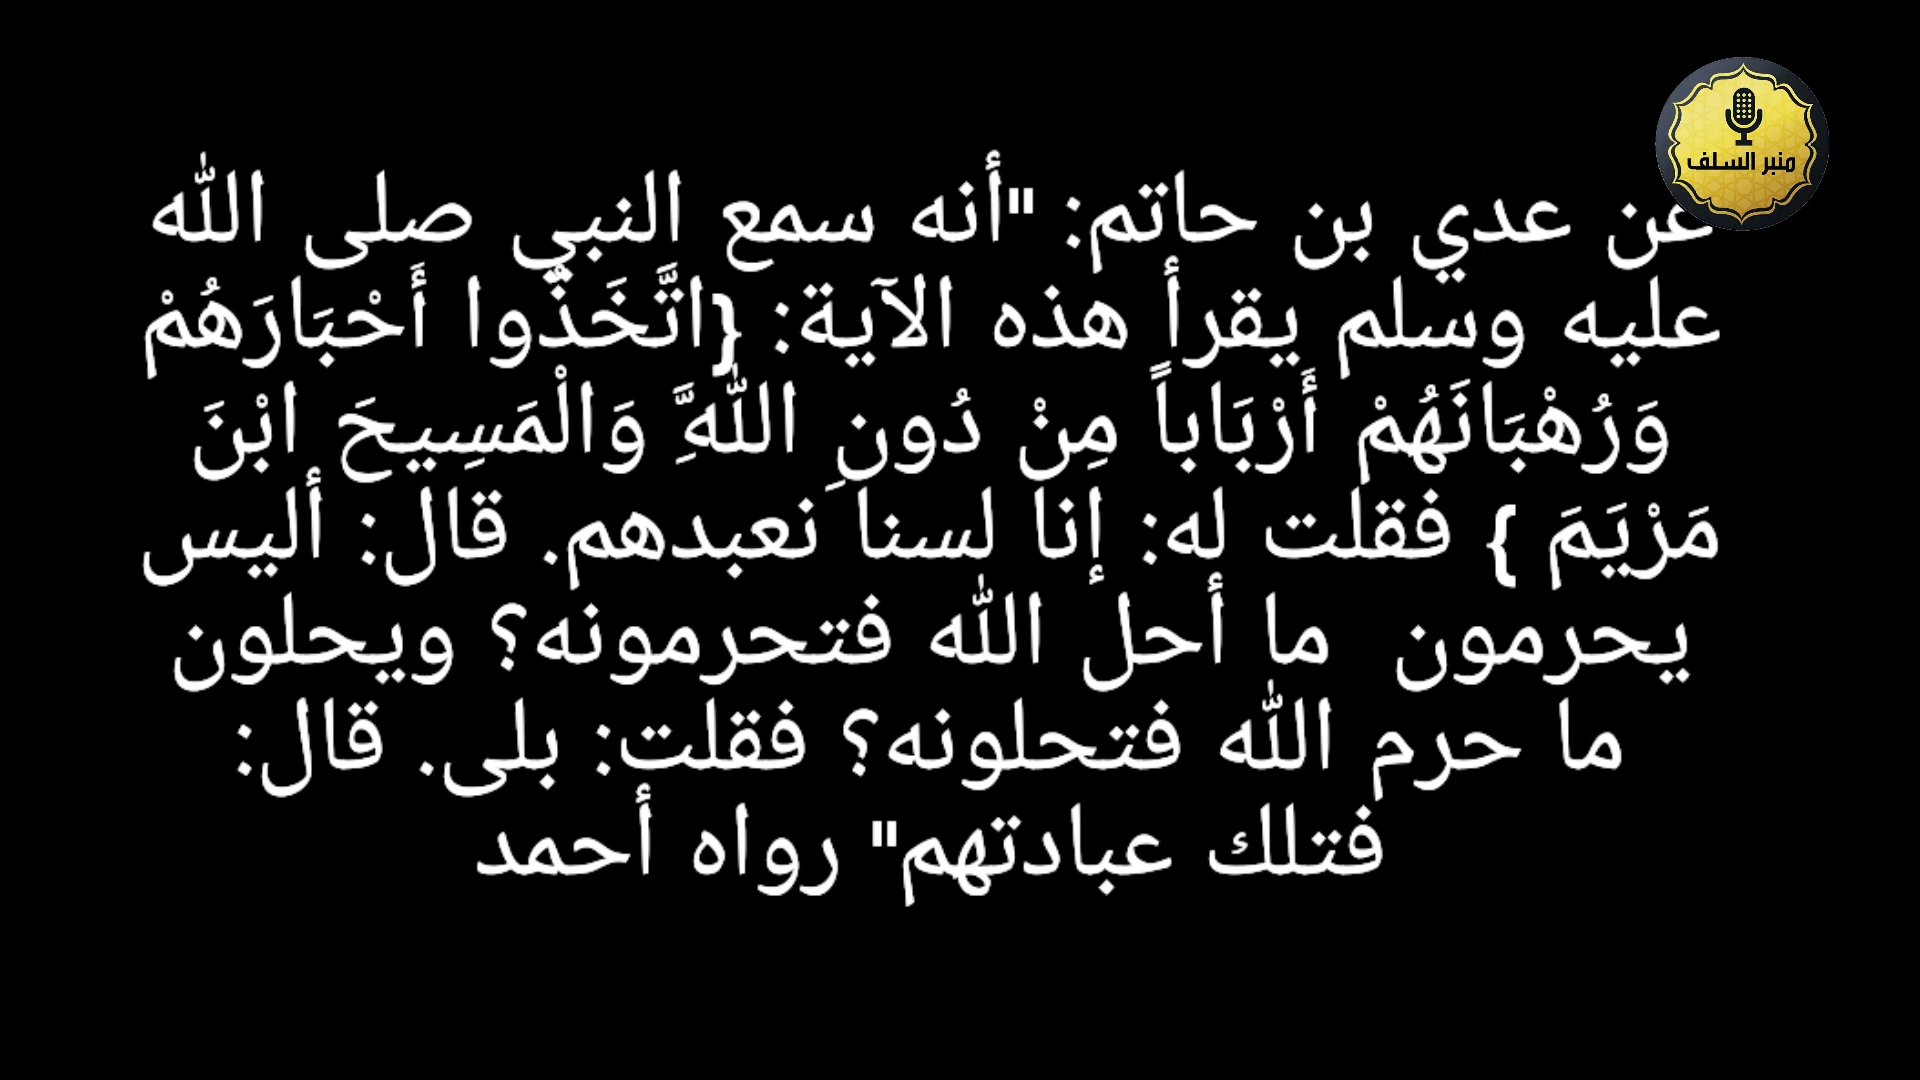 منبر السلف
عن عدي بن حاتم: "أنه سمع النبي صلى الله
عليه وسلم يقرأ هذه الآية: {اتَّخَذُوا أَحْبَارَهُمْ
وَرُهْبَانَهُمْ أَرْبَاباً مِنْ دُونِ اللَّهِ وَالْمَسِيحَ ابْنَ
مَرْيَمَ } فقلت له: إنا لسنا نعبدهم. قال: أليس
يحرمون ما أحل الله فتحرمونه؟ ويحلون
ما حرم الله فتحلونه؟ فقلت: بلى. قال:
فتلك عبادتهم" رواه أحمد